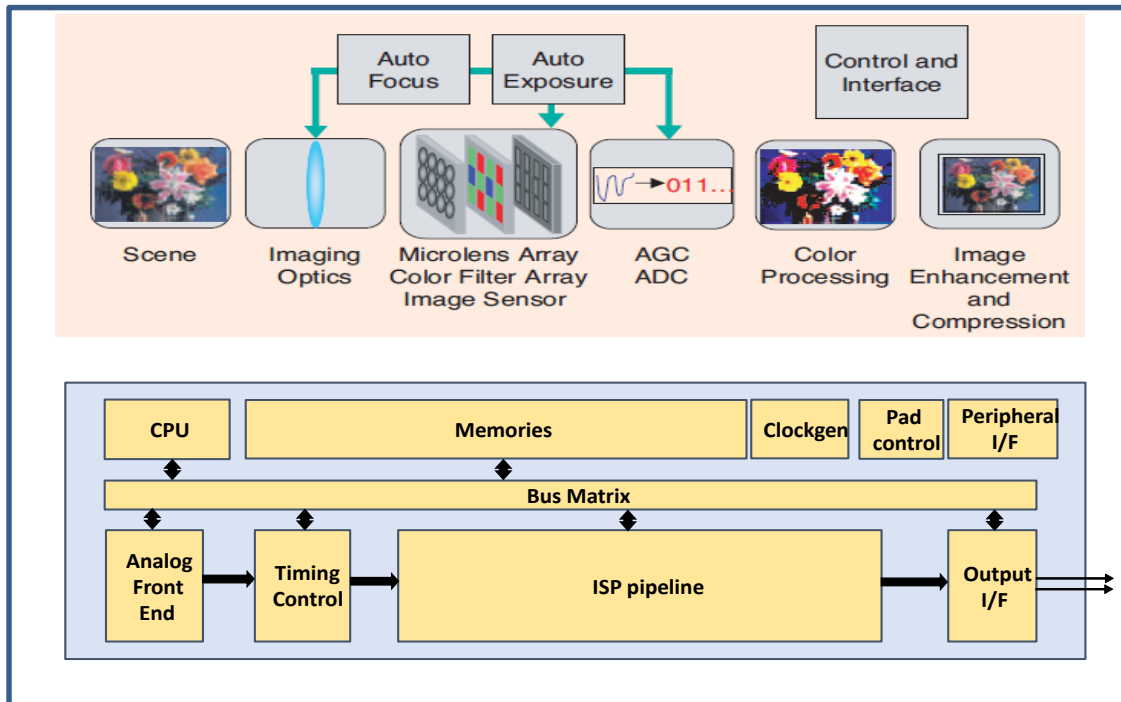 Auto
Focus
Auto
Exposure
Control and
Interface
011...
Scene
Imaging
Optics
Microlens Array
Color Filter Array
Image Sensor
AGC
ADC
Color
Processing
Image
Enhancement
and
Compression
CPU
Memories
Clockgen
Pad
control
Peripheral
I/F
Bus Matrix
Analog
Front
End
Timing
Control
ISP pipeline
Output
I/F